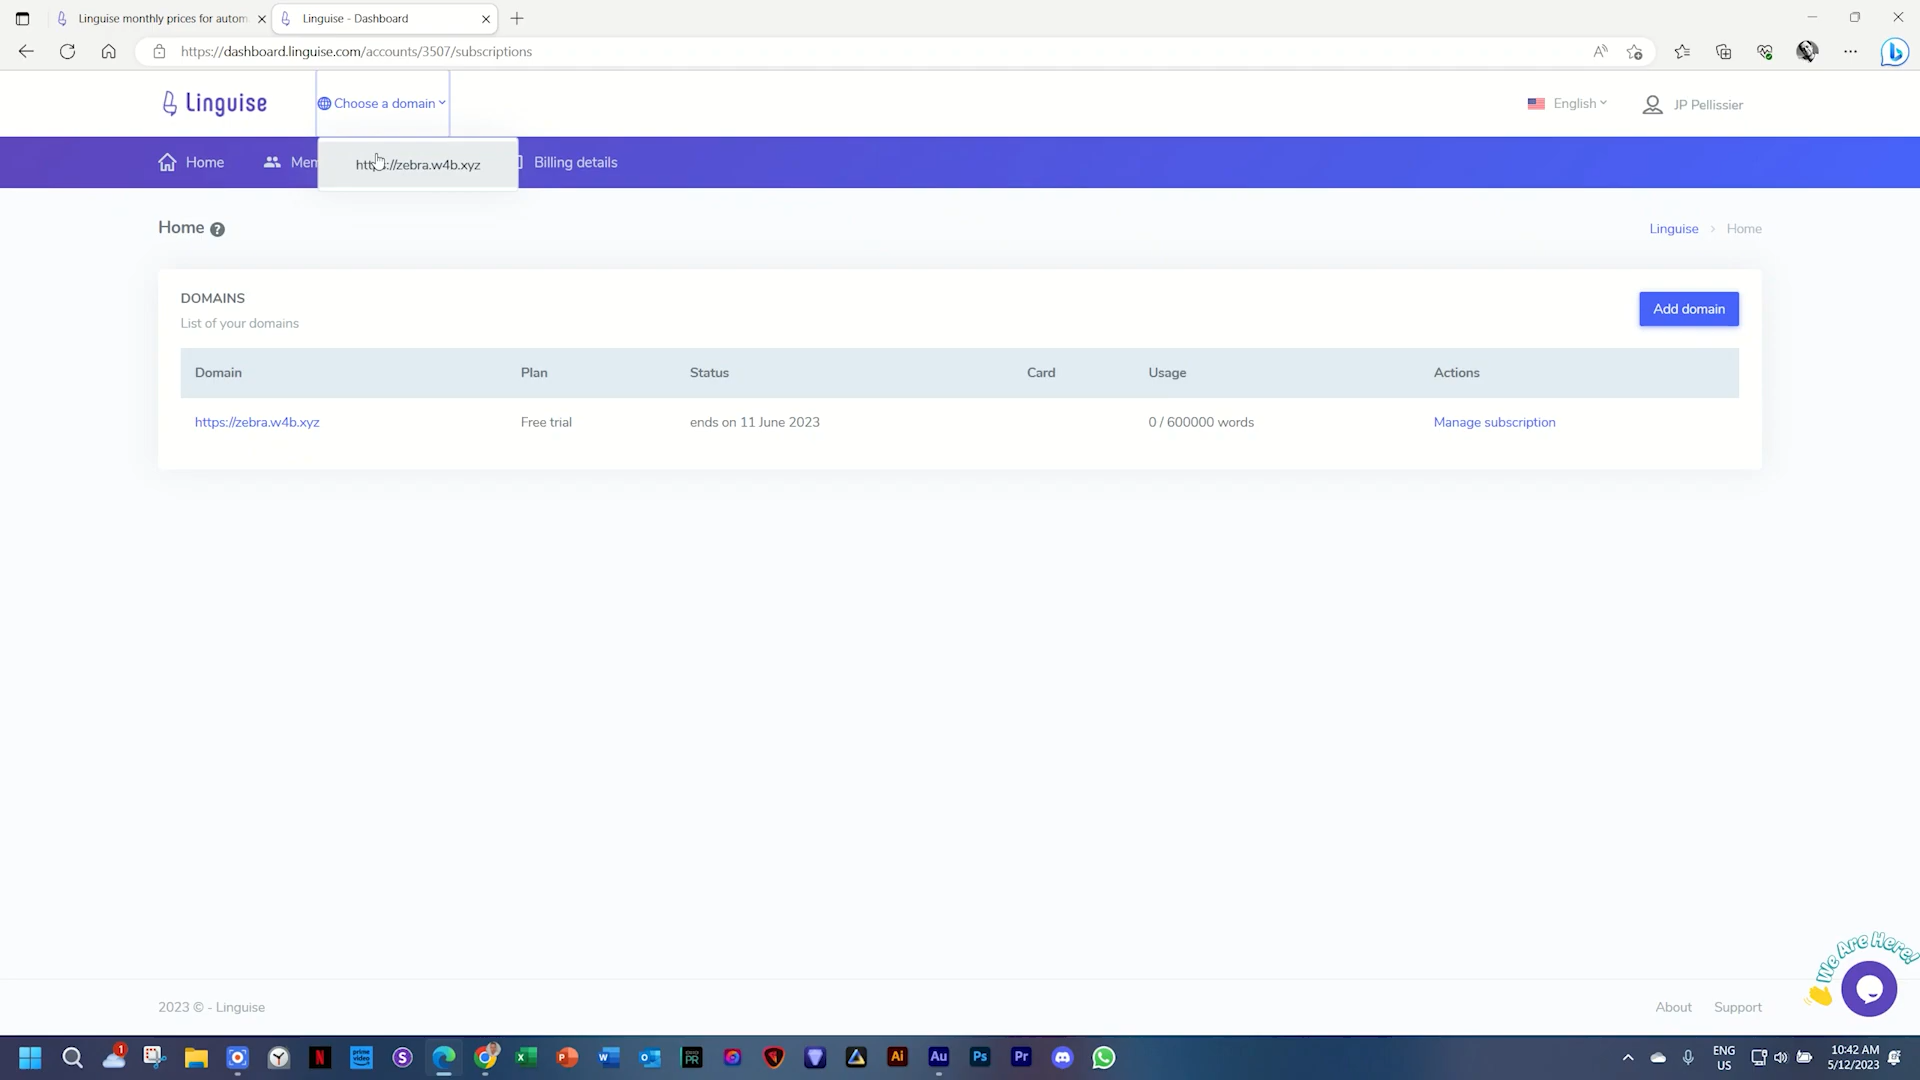 Linguise monthly prices for autom
Linguise - Dashboard
https://dashboard.linguise.com/accounts/3507/subscriptions
Linguise
Choose a domain
English
JP Pellissier
Home
Mem
https://zebra.w4b.xyz
Billing details
Home
Linguise > Home
DOMAINS
List of your domains
Add domain
Domain Plan Status Card Usage Actions
https://zebra.w4b.xyz Free trial ends on 11 June 2023 0 / 600000 words Manage subscription
We Are Here!
2023 © - Linguise
About Support
ENG
US
10:42 AM
5/12/2023